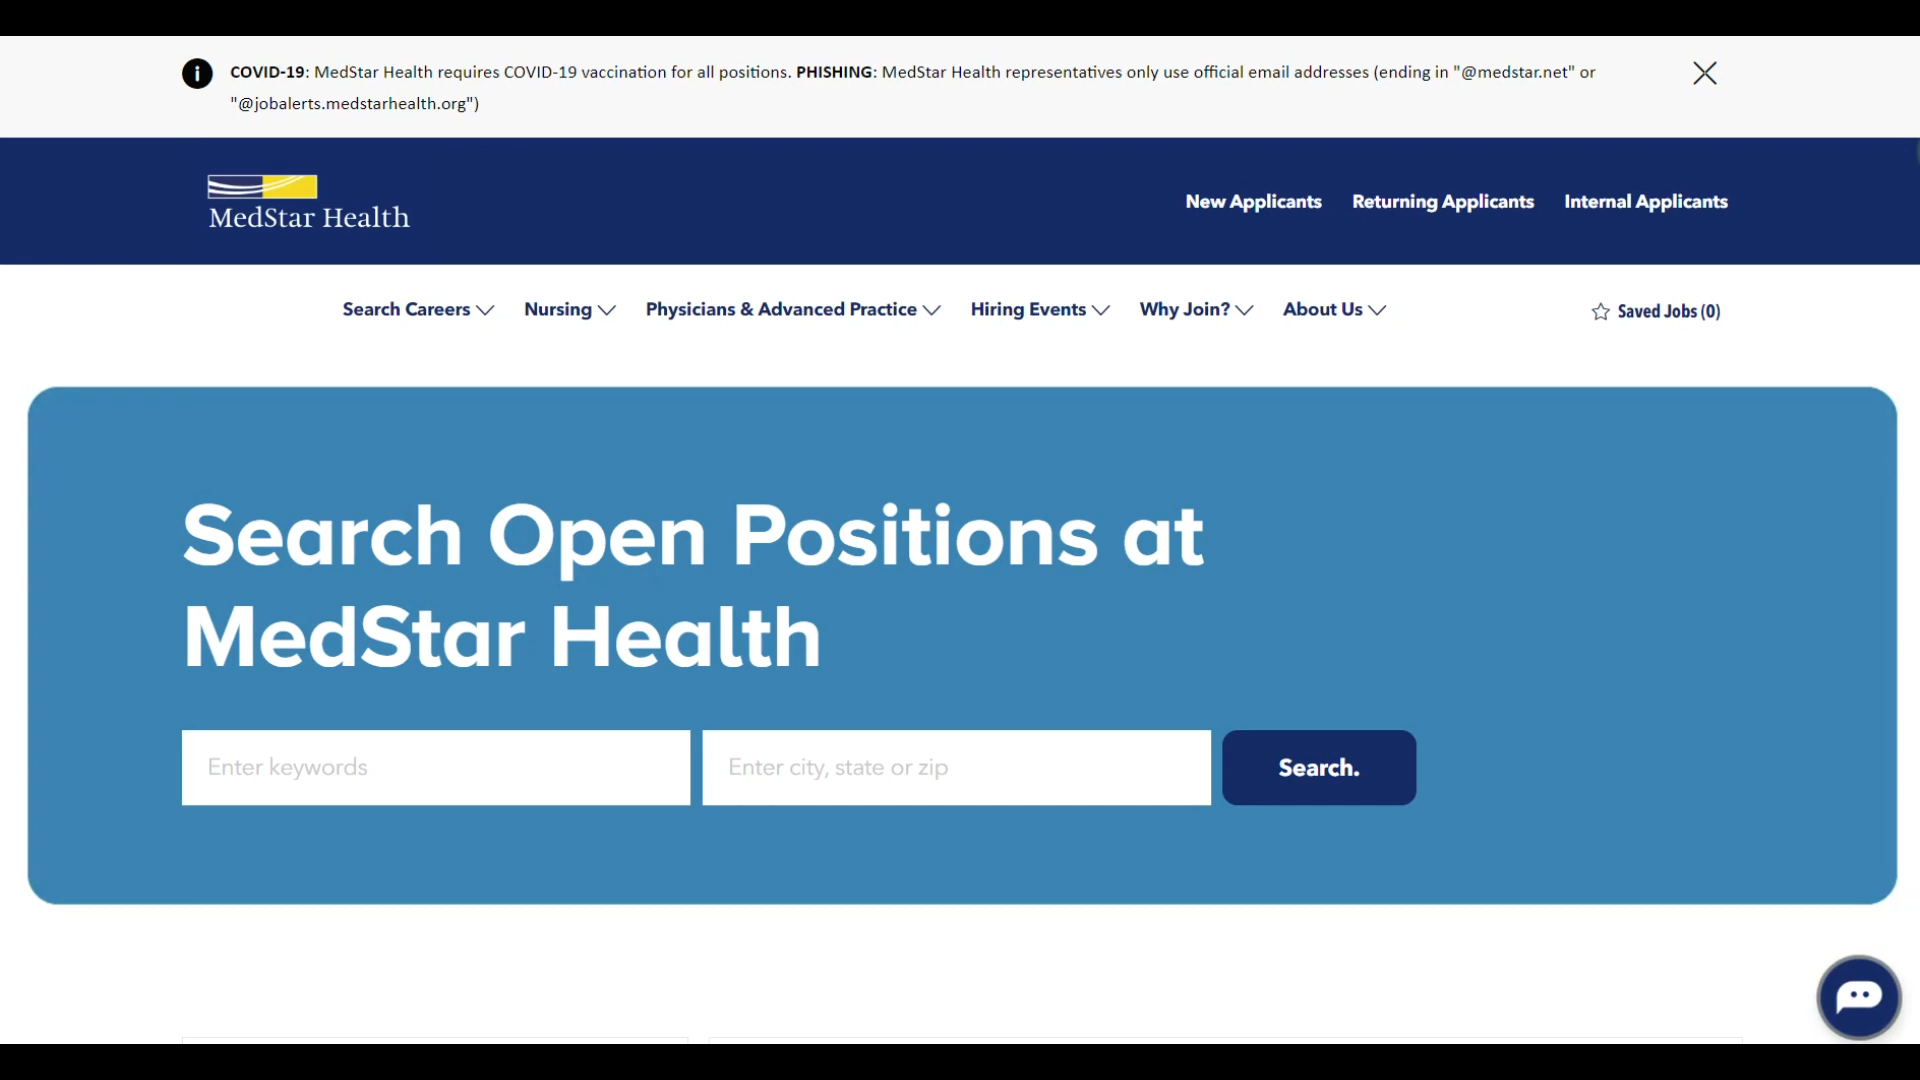 COVID-19: MedStar Health requires COVID-19 vaccination for all positions. PHISHING: MedStar Health representatives only use official email addresses (ending in "@medstar.net" or
"@jobalerts.medstarhealth.org")
MedStar Health
New Applicants Returning Applicants Internal Applicants
Search Careers Nursing Physicians & Advanced Practice Hiring Events Why Join? About Us Saved Jobs (0)
Search Open Positions at
MedStar Health
Enter keywords Enter city, state or zip Search.